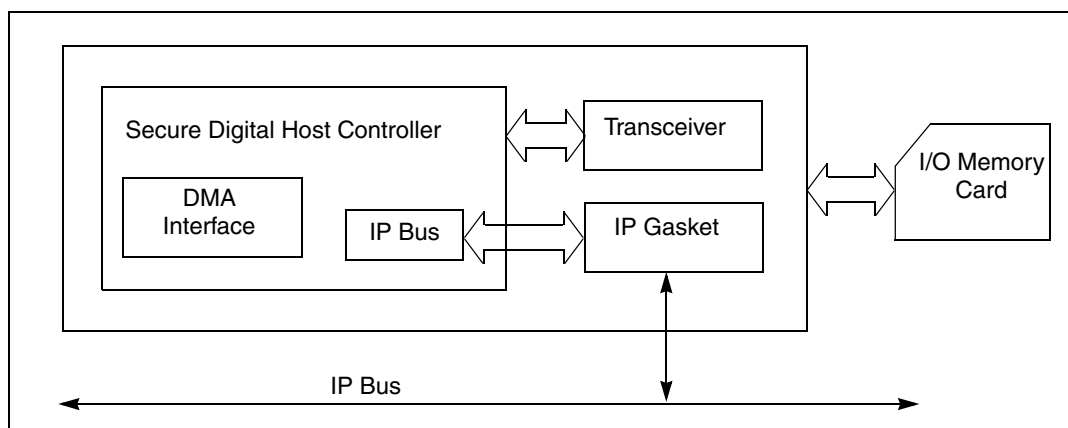 Secure Digital Host Controller
DMA
Interface
IP Bus
Transceiver
IP Gasket
I/O Memory
Card
IP Bus